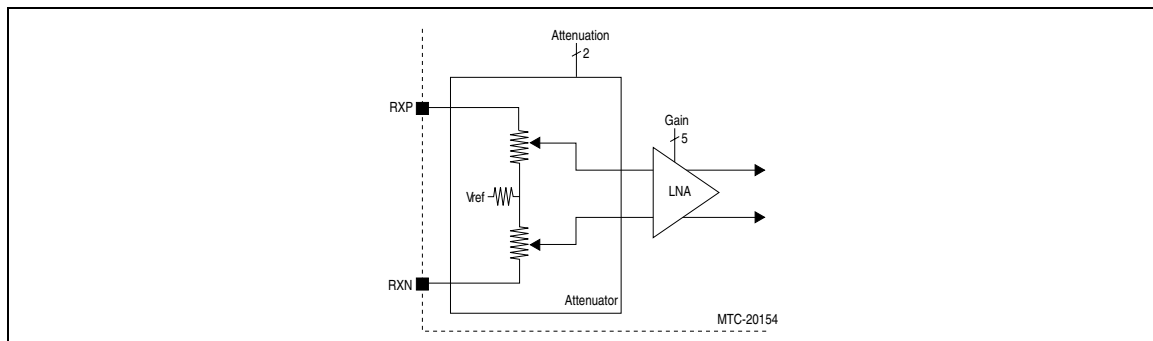 Attenuation
2
RXP
Gain
5
LNA
Vref
RXN
Attenuator
MTC-20154